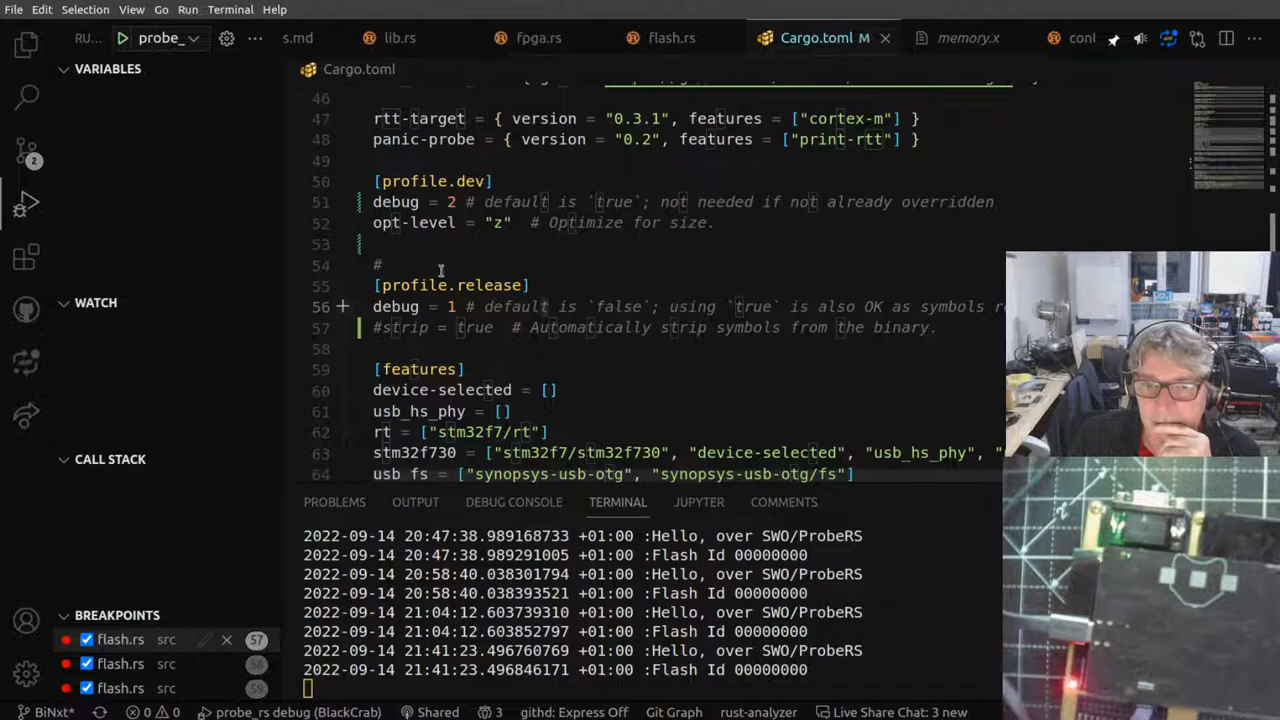 File Edit Selection View Go Run Terminal Help
RU... probe_ ... s.md lib.rs fpga.rs flash.rs Cargo.toml M memory.x
VARIABLES
Cargo.toml
46
47 rtt-target = { version = "0.3.1", features = ["cortex-m"] }
48 panic-probe = { version = "0.2", features = ["print-rtt"] }
49
50 [profile.dev]
51 debug = 2 # default is `true`; not needed if not already overridden
52 opt-level = "z" # Optimize for size.
53
54 #
55 [profile.release]
56 debug = 1 # default is `false`; using `true` is also OK as symbols
57 #strip = true # Automatically strip symbols from the binary.
58
59 [features]
60 device-selected = []
61 usb_hs_phy = []
62 rt = ["stm32f7/rt"]
63 stm32f730 = ["stm32f7/stm32f730", "device-selected", "usb_hs_phy", "
64 usb_fs = ["synopsys-usb-otg", "synopsys-usb-otg/fs"]
WATCH
CALL STACK
BREAKPOINTS
flash.rs src 57
flash.rs src 58
flash.rs src 59
PROBLEMS OUTPUT DEBUG CONSOLE TERMINAL JUPYTER COMMENTS
2022-09-14 20:47:38.989168733 +01:00 :Hello, over SWO/ProbeRS
2022-09-14 20:47:38.989291005 +01:00 :Flash Id 00000000
2022-09-14 20:58:40.038301794 +01:00 :Hello, over SWO/ProbeRS
2022-09-14 20:58:40.038393521 +01:00 :Flash Id 00000000
2022-09-14 21:04:12.603739310 +01:00 :Hello, over SWO/ProbeRS
2022-09-14 21:04:12.603852797 +01:00 :Flash Id 00000000
2022-09-14 21:41:23.496760769 +01:00 :Hello, over SWO/ProbeRS
2022-09-14 21:41:23.496846171 +01:00 :Flash Id 00000000
2
BiNxt* 0 0 probe_rs debug (BlackCrab) Shared 3 githd: Express Off Git Graph rust-analyzer Live Share Chat: 3 new